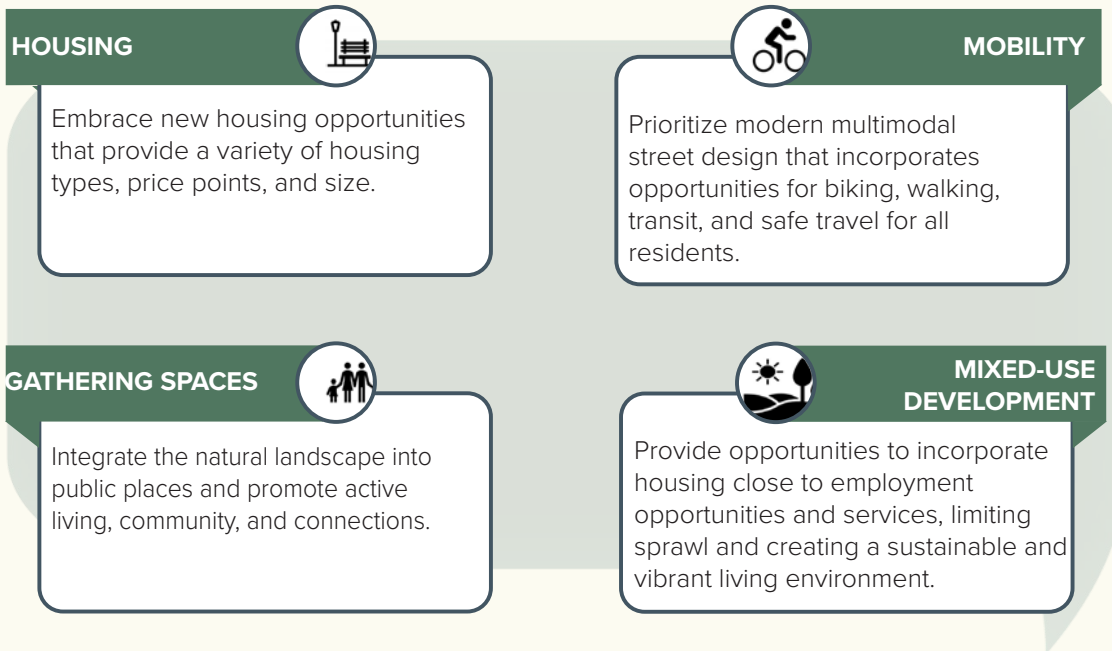 HOUSING
Embrace new housing opportunities
that provide a variety of housing
types, price points, and size.
MOBILITY
Prioritize modern multimodal
street design that incorporates
opportunities for biking, walking,
transit, and safe travel for all
residents.
GATHERING SPACES
Integrate the natural landscape into
public places and promote active
living, community, and connections.
MIXED-USE
DEVELOPMENT
Provide opportunities to incorporate
housing close to employment
opportunities and services, limiting
sprawl and creating a sustainable and
vibrant living environment.